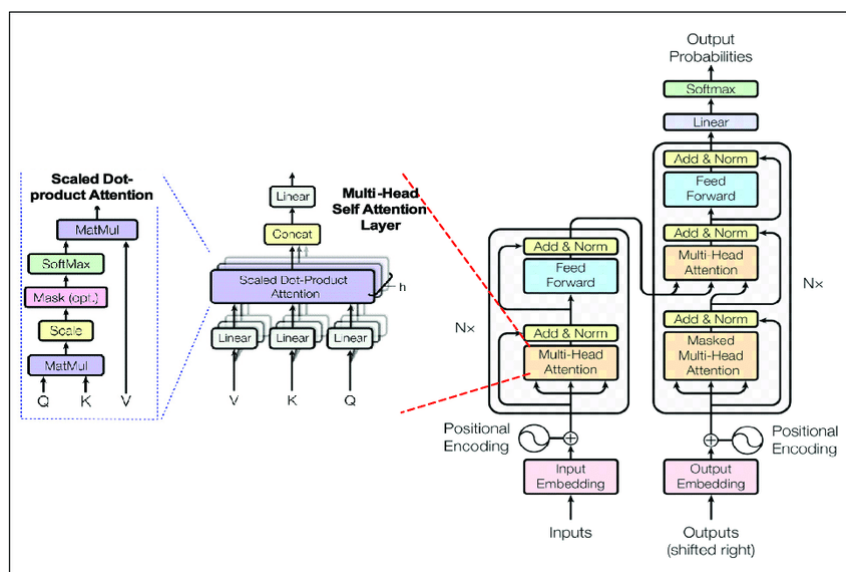 Scaled Dot-
product Attention
MatMul
SoftMax
Mask (opt.)
Scale
MatMul
Q
K
V
Linear
Multi-Head
Self Attention
Layer
Concat
Scaled Dot-Product
Attention
h
Linear
Linear
Linear
V
K
Q
Output
Probabilities
Softmax
Linear
Add & Norm
Feed
Forward
Add & Norm
Multi-Head
Attention
Add & Norm
Masked
Multi-Head
Attention
Nx
Positional
Encoding
Output
Embedding
Outputs
(shifted right)
Add & Norm
Feed
Forward
Nx
Add & Norm
Multi-Head
Attention
Positional
Encoding
Input
Embedding
Inputs